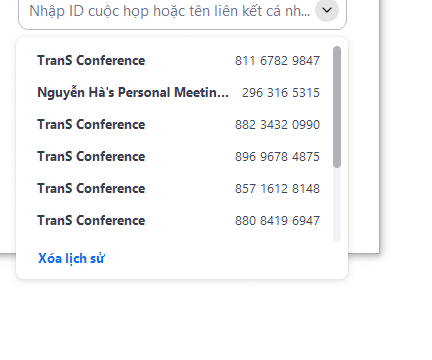 Nhập ID cuộc họp hoặc tên liên kết cá nh...
TranS Conference 811 6782 9847
Nguyễn Hà's Personal Meetin... 296 316 5315
TranS Conference 882 3432 0990
TranS Conference 896 9678 4875
TranS Conference 857 1612 8148
TranS Conference 880 8419 6947
Xóa lịch sử